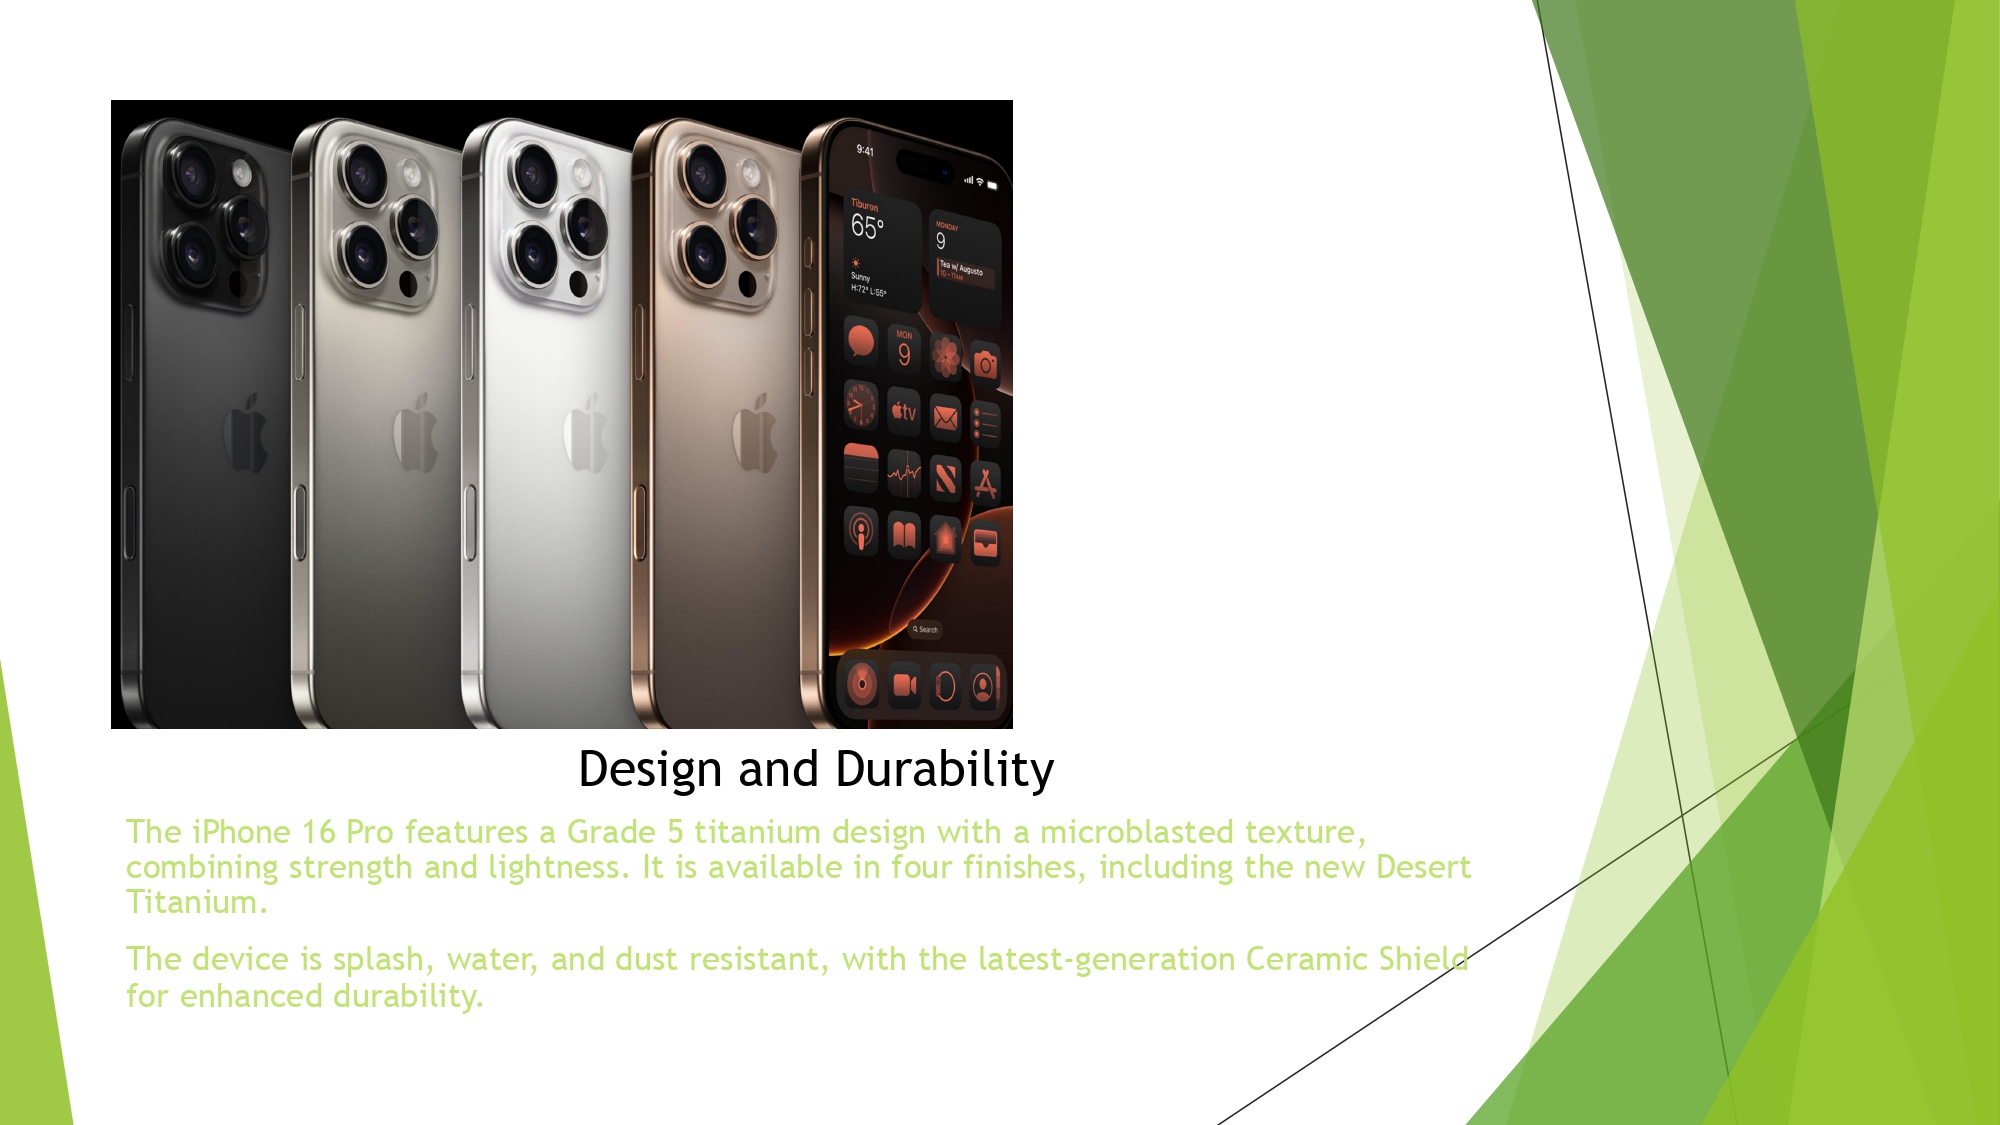 9:41
Tiburon
65°
Sunny
H:72° L:55°
MONDAY
9
Tea w/ Augusto
10–11AM
MON
9
tv
Search
Design and Durability
The iPhone 16 Pro features a Grade 5 titanium design with a microblasted texture,
combining strength and lightness. It is available in four finishes, including the new Desert
Titanium.
The device is splash, water, and dust resistant, with the latest-generation Ceramic Shield
for enhanced durability.